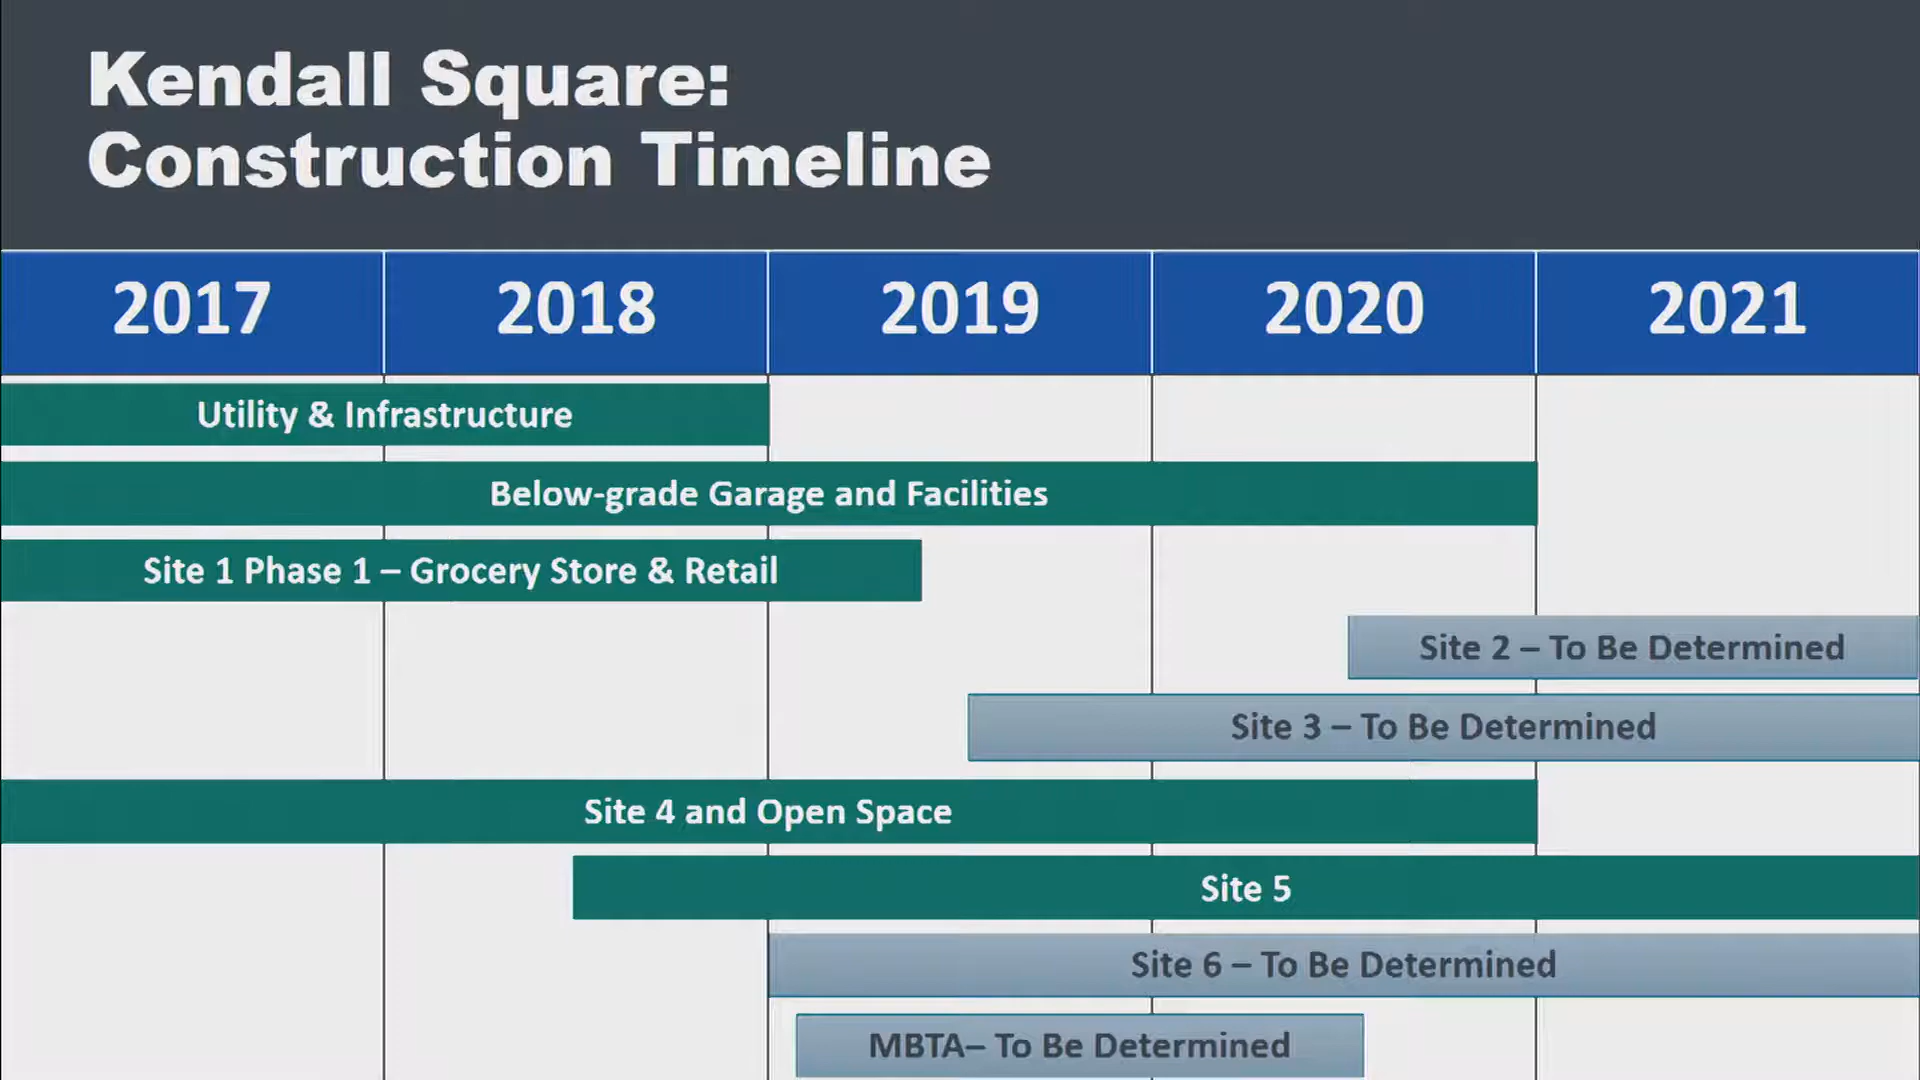 Kendall Square:
Construction Timeline
2017 2018 2019 2020 2021
Utility & Infrastructure
Below-grade Garage and Facilities
Site 1 Phase 1 – Grocery Store & Retail
Site 2 – To Be Determined
Site 3 – To Be Determined
Site 4 and Open Space
Site 5
Site 6 – To Be Determined
MBTA– To Be Determined